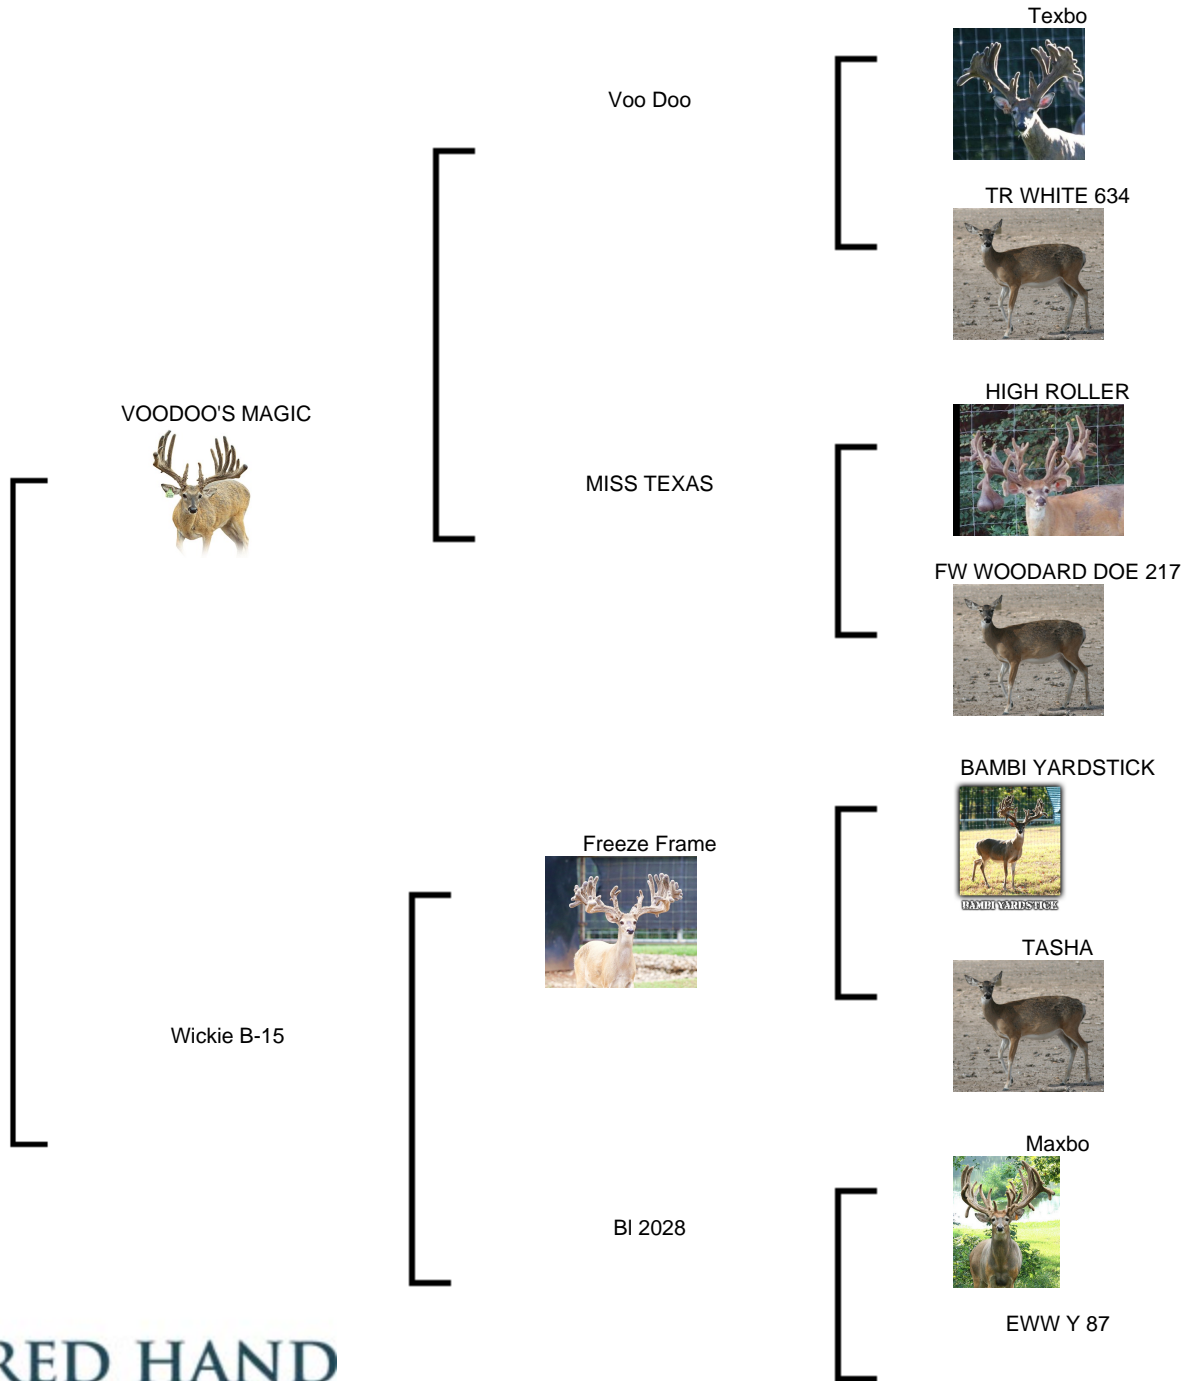 Texbo
Voo Doo
TR WHITE 634
VOODOO'S MAGIC
HIGH ROLLER
MISS TEXAS
FW WOODARD DOE 217
BAMBI YARDSTICK
Freeze Frame
BAMBI YARDSTICK
TASHA
Wickie B-15
Maxbo
Bl 2028
EWW Y 87
RED HAND